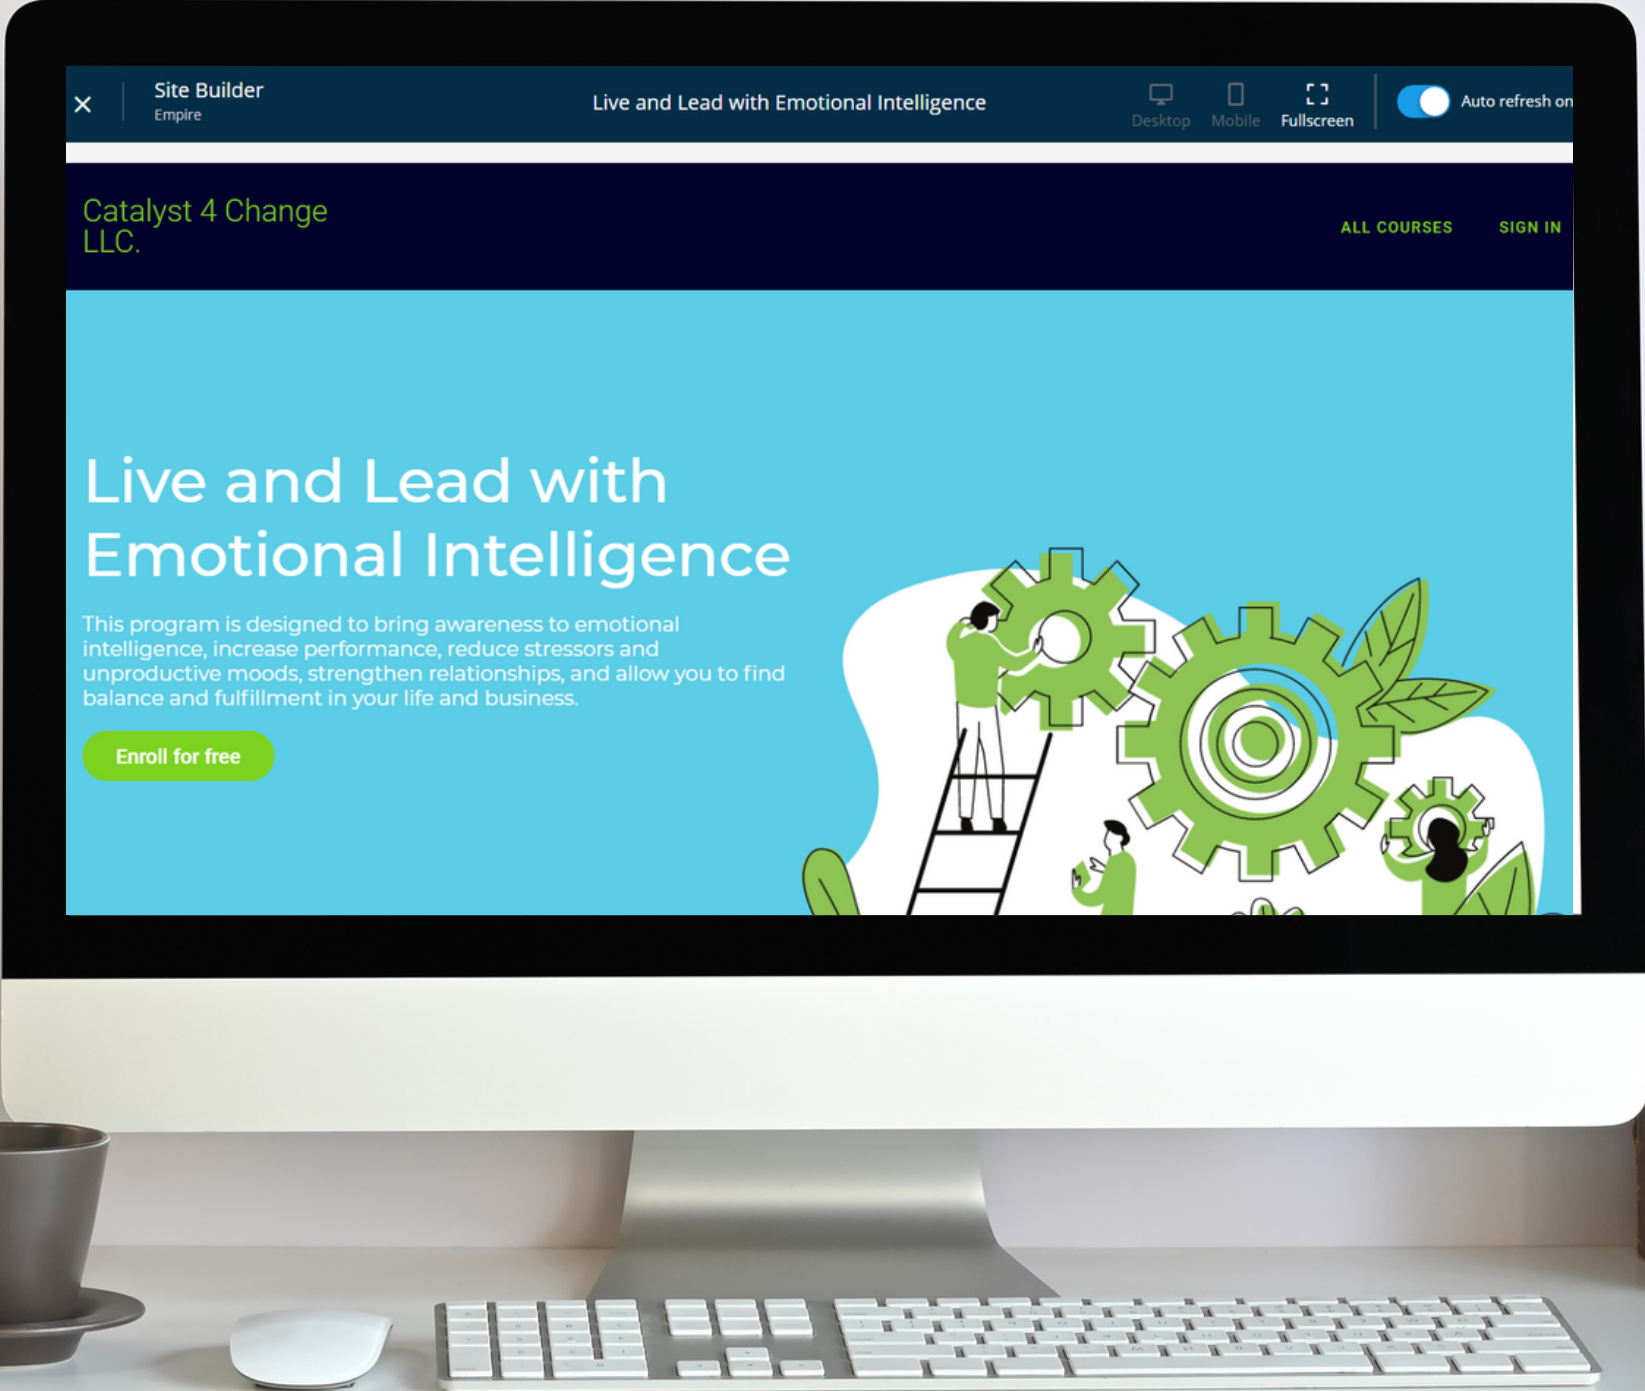 Site Builder
Empire
Live and Lead with Emotional Intelligence
Desktop
Mobile
Fullscreen
Auto refresh on
Catalyst 4 Change
LLC.
ALL COURSES
SIGN IN
Live and Lead with
Emotional Intelligence
This program is designed to bring awareness to emotional
intelligence, increase performance, reduce stressors and
unproductive moods, strengthen relationships, and allow you to find
balance and fulfillment in your life and business.
Enroll for free